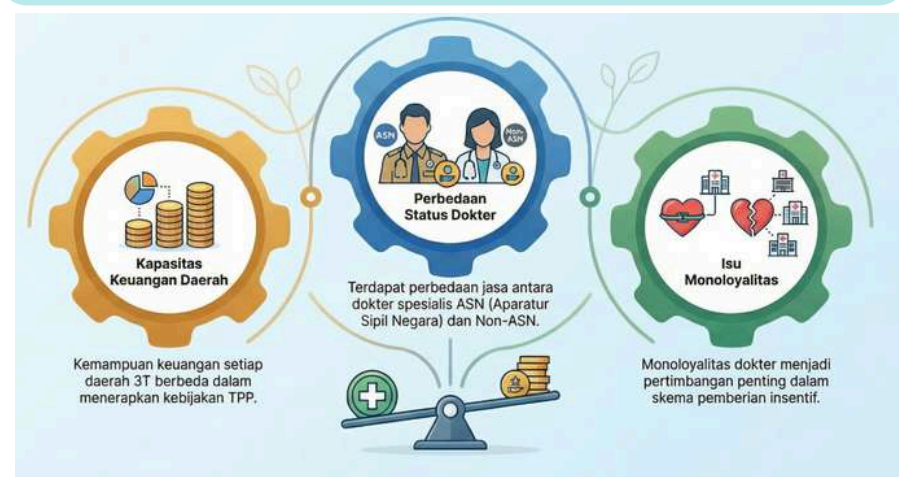 Kapasitas
Keuangan Daerah
Kemampuan keuangan setiap
daerah 3T berbeda dalam
menerapkan kebijakan TPP.
ASN
Non-
ASN
Perbedaan
Status Dokter
Terdapat perbedaan jasa antara
dokter spesialis ASN (Aparatur
Sipil Negara) dan Non-ASN.
Isu
Monoloyalitas
Monoloyalitas dokter menjadi
pertimbangan penting dalam
skema pemberian insentif.